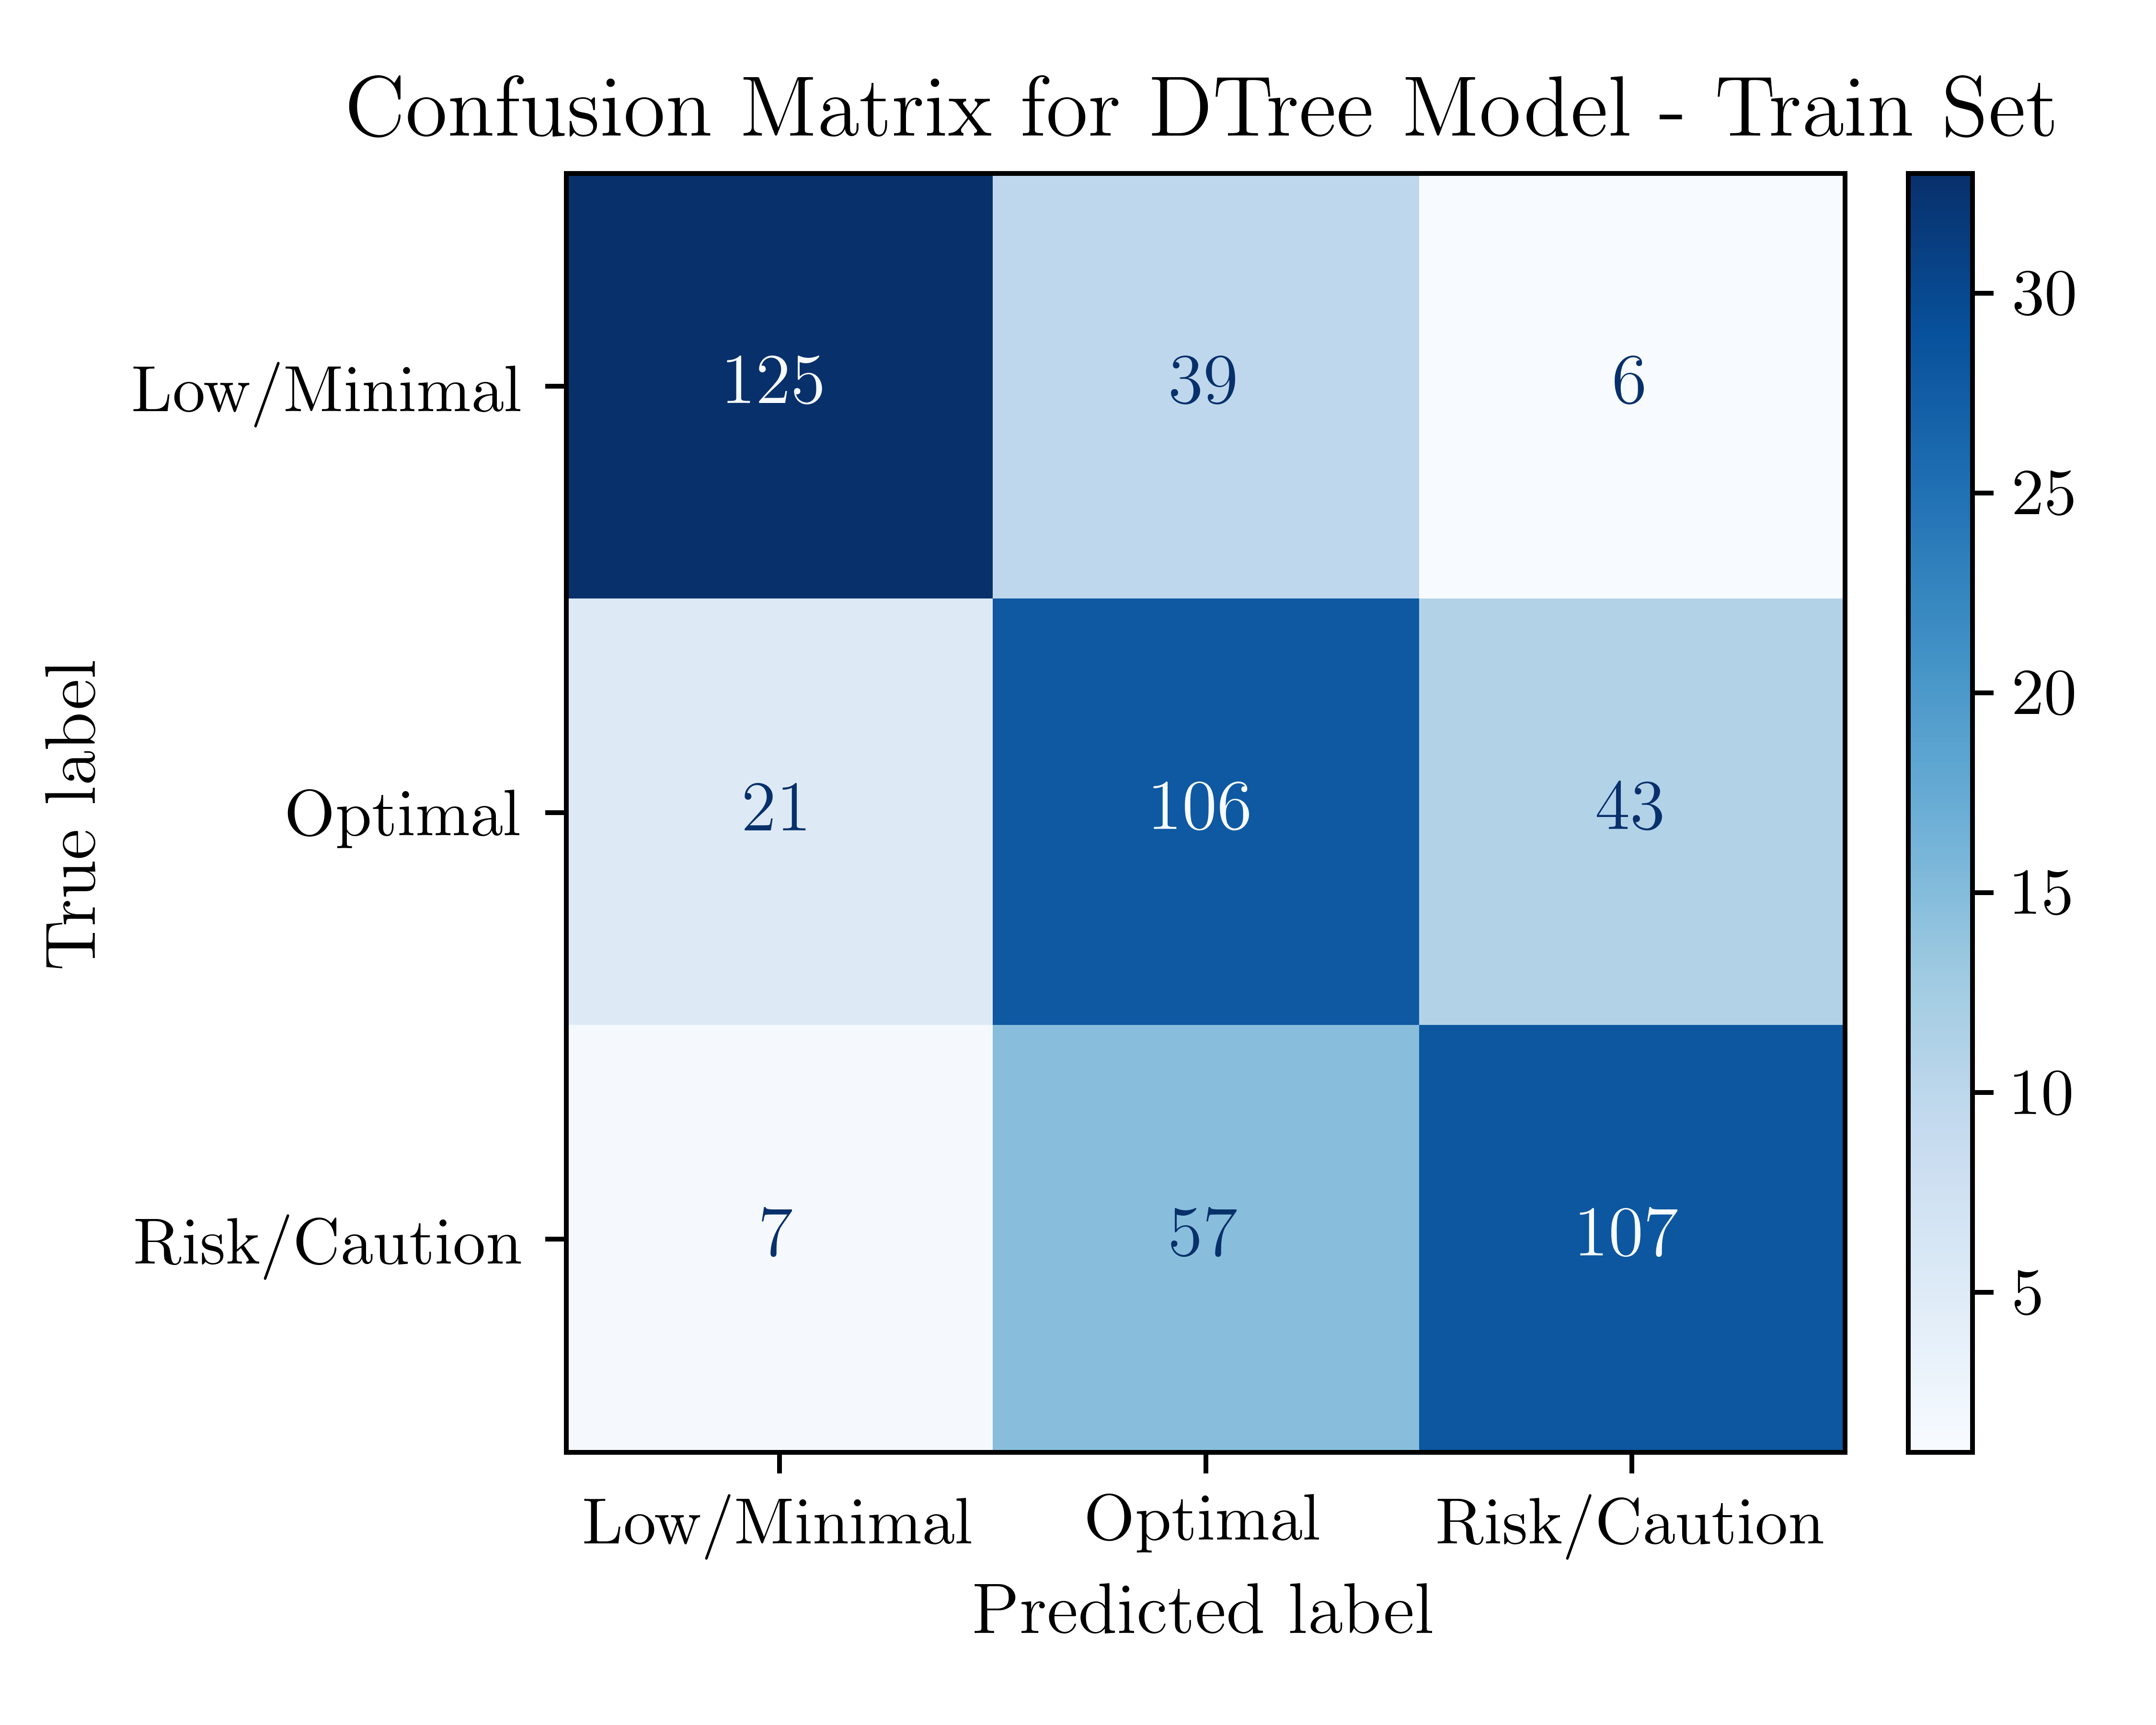 Confusion Matrix for DTree Model - Train Set
True label
Low/Minimal 125 39 6
Optimal 21 106 43
Risk/Caution 7 57 107
Low/Minimal Optimal Risk/Caution
Predicted label
30
25
20
15
10
5